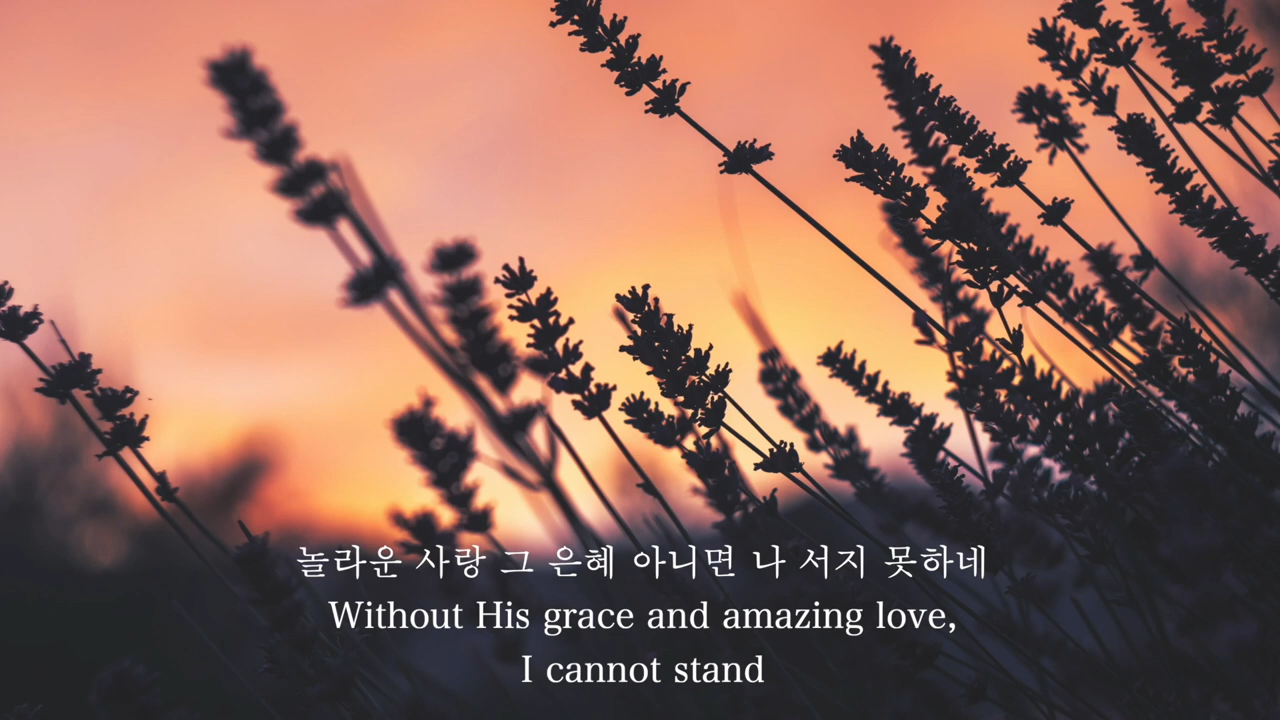 놀라운 사랑 그 은혜 아니면 나 서지 못하네
Without His grace and amazing love,
I cannot stand